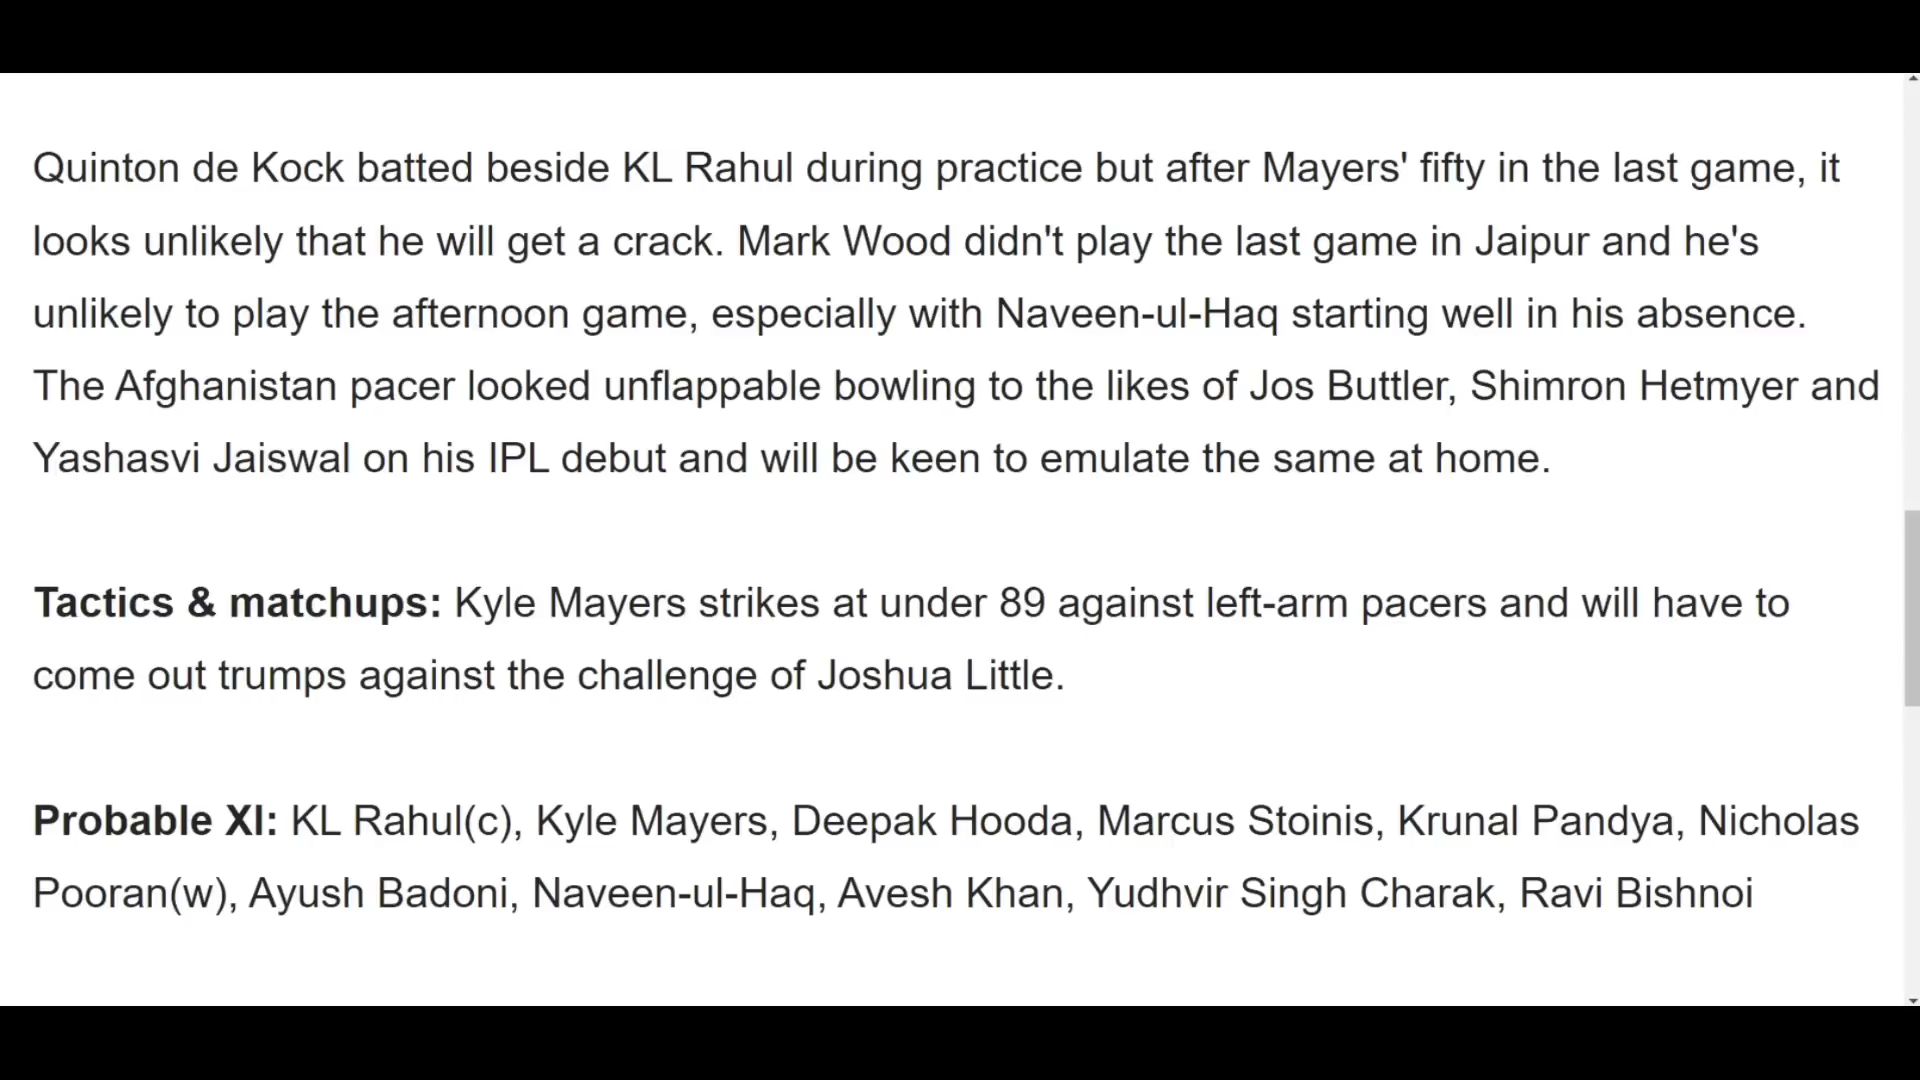 Quinton de Kock batted beside KL Rahul during practice but after Mayers' fifty in the last game, it
looks unlikely that he will get a crack. Mark Wood didn't play the last game in Jaipur and he's
unlikely to play the afternoon game, especially with Naveen-ul-Haq starting well in his absence.
The Afghanistan pacer looked unflappable bowling to the likes of Jos Buttler, Shimron Hetmyer and
Yashasvi Jaiswal on his IPL debut and will be keen to emulate the same at home.
Tactics & matchups: Kyle Mayers strikes at under 89 against left-arm pacers and will have to
come out trumps against the challenge of Joshua Little.
Probable XI: KL Rahul(c), Kyle Mayers, Deepak Hooda, Marcus Stoinis, Krunal Pandya, Nicholas
Pooran(w), Ayush Badoni, Naveen-ul-Haq, Avesh Khan, Yudhvir Singh Charak, Ravi Bishnoi